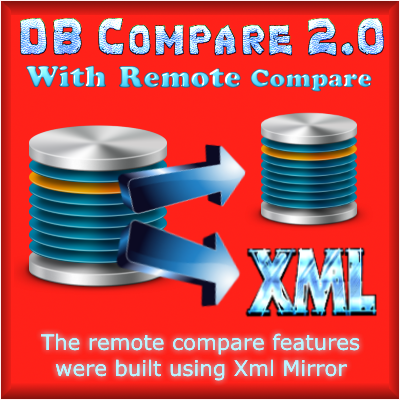 DB Compare 2.0
With Remote Compare
XML
The remote compare features
were built using Xml Mirror